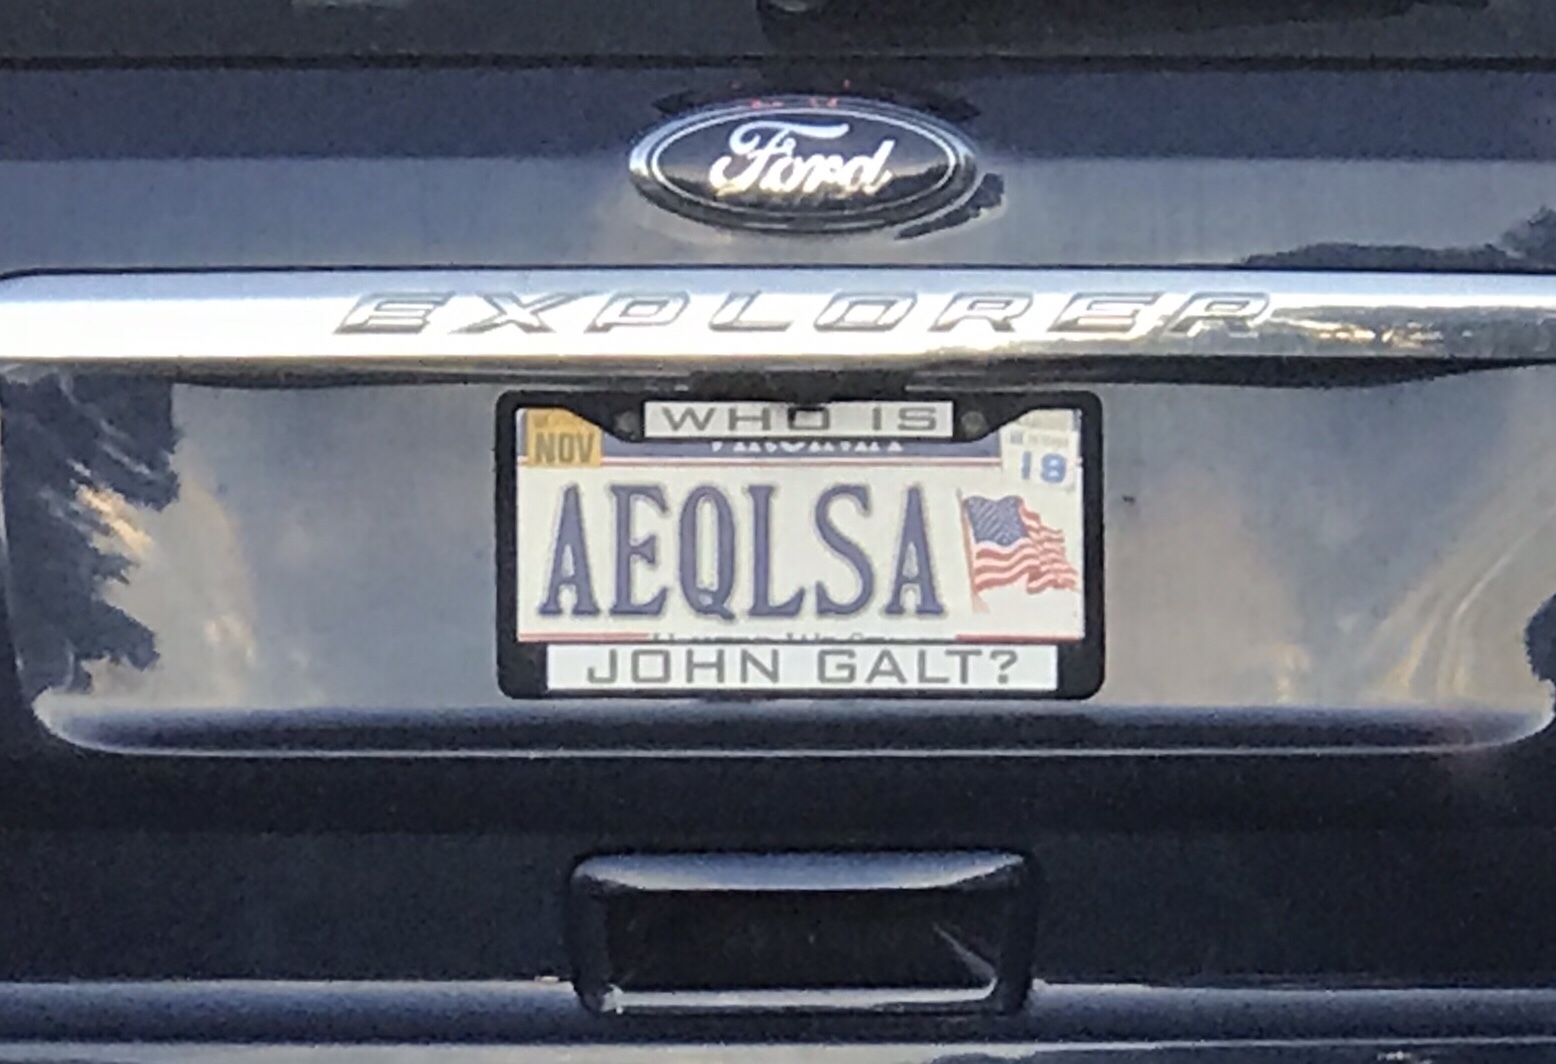 Ford
EXPLORER
WHO IS
NOV
18
AEQLSA
JOHN GALT?